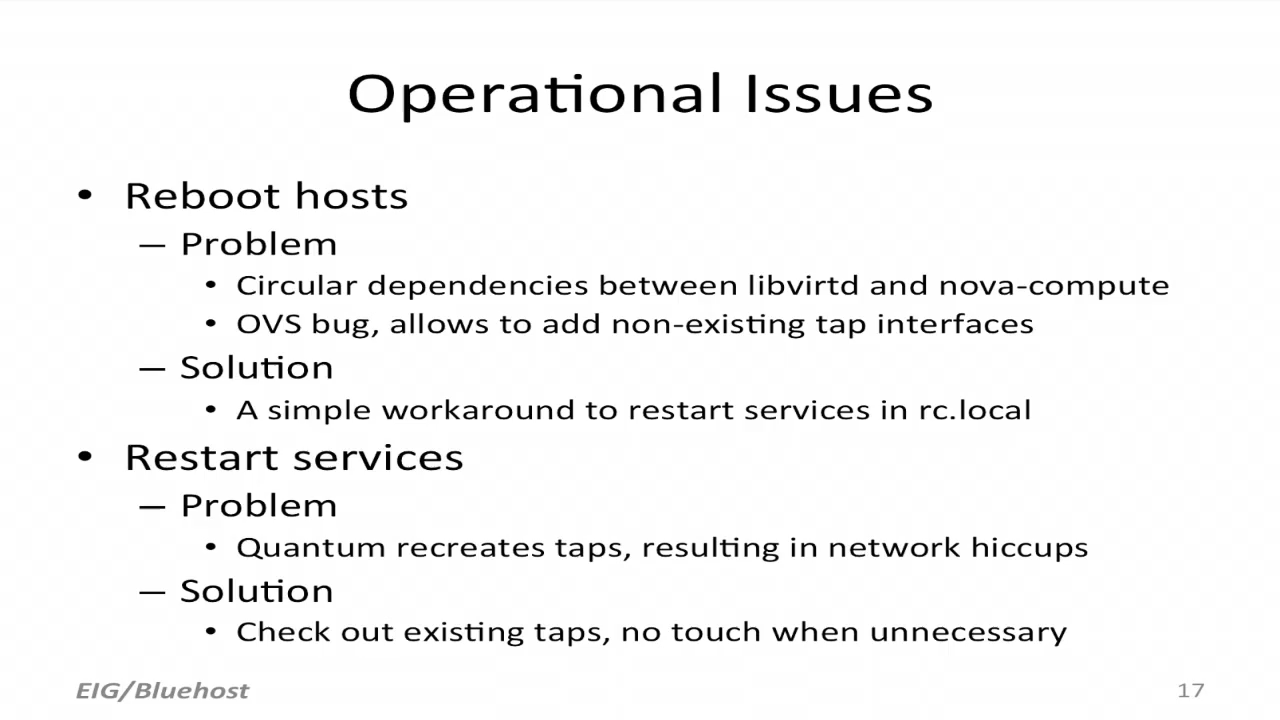 Operational Issues
• Reboot hosts
– Problem
• Circular dependencies between libvirtd and nova-compute
• OVS bug, allows to add non-existing tap interfaces
– Solution
• A simple workaround to restart services in rc.local
• Restart services
– Problem
• Quantum recreates taps, resulting in network hiccups
– Solution
• Check out existing taps, no touch when unnecessary
EIG/Bluehost
17